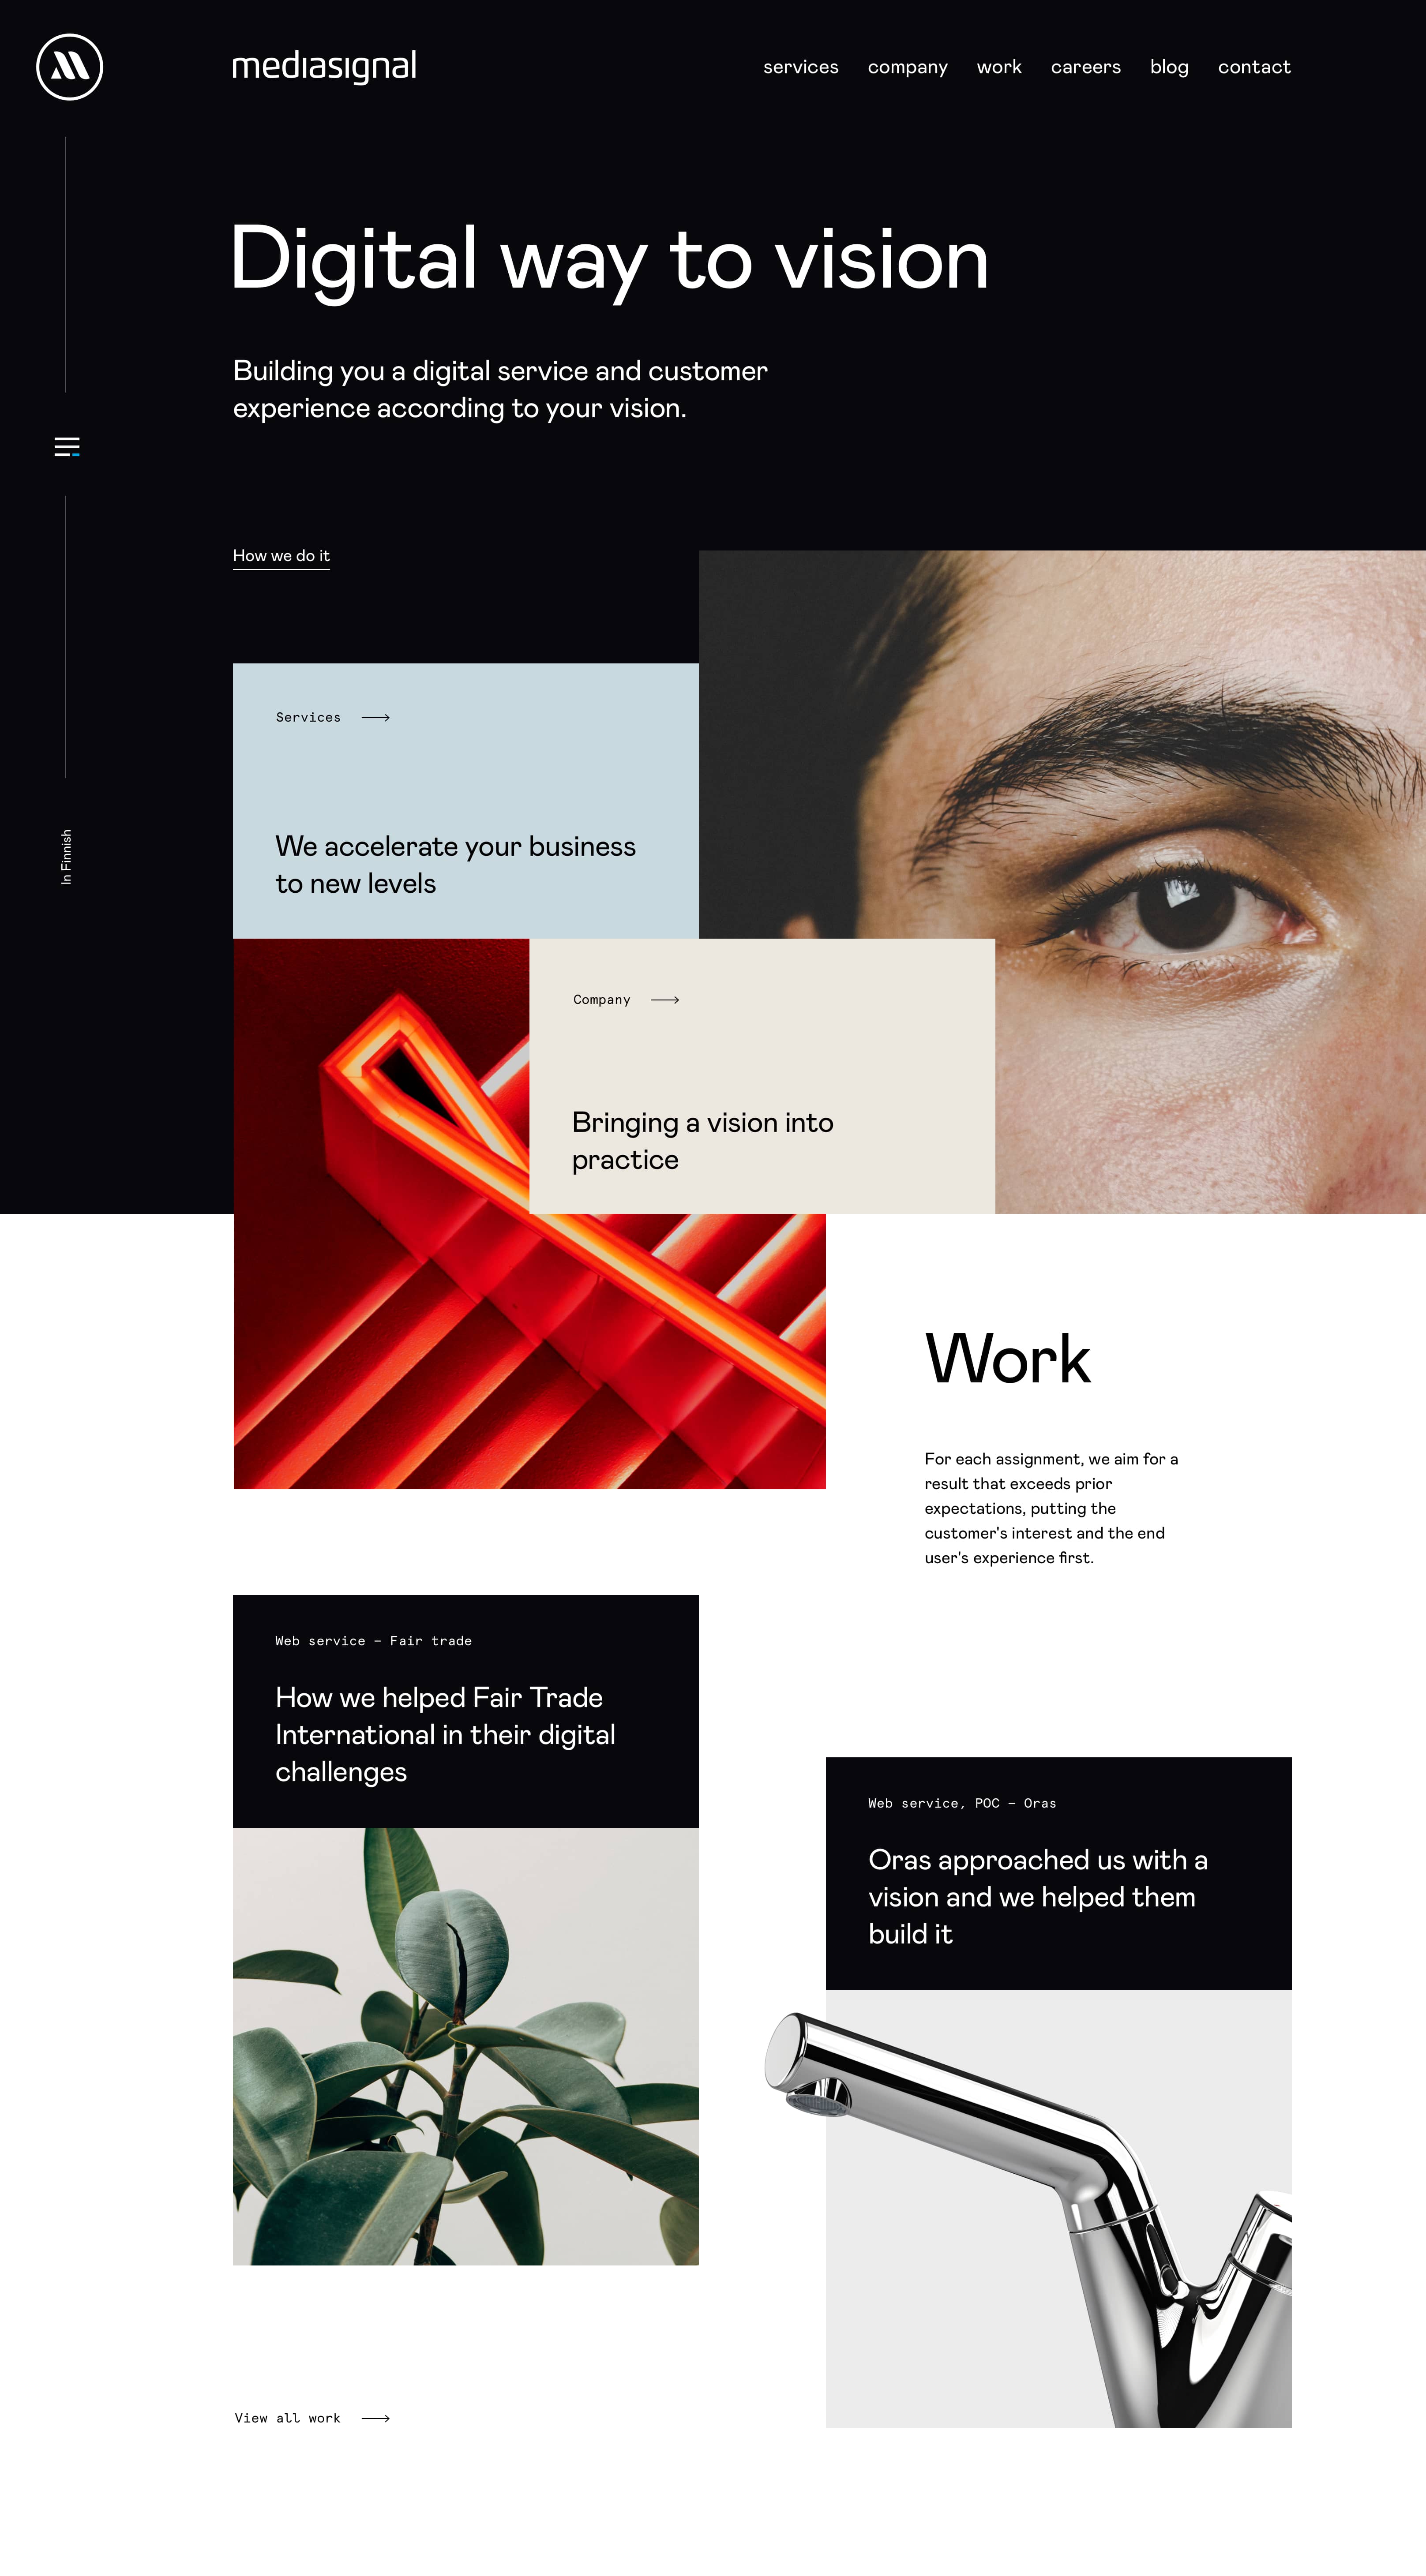 mediasignal
services company work careers blog contact
Digital way to vision
Building you a digital service and customer
experience according to your vision.
How we do it
Services
We accelerate your business
to new levels
In Finnish
Company
Bringing a vision into
practice
Work
For each assignment, we aim for a
result that exceeds prior
expectations, putting the
customer's interest and the end
user's experience first.
Web service – Fair trade
How we helped Fair Trade
International in their digital
challenges
Web service, POC – Oras
Oras approached us with a
vision and we helped them
build it
View all work